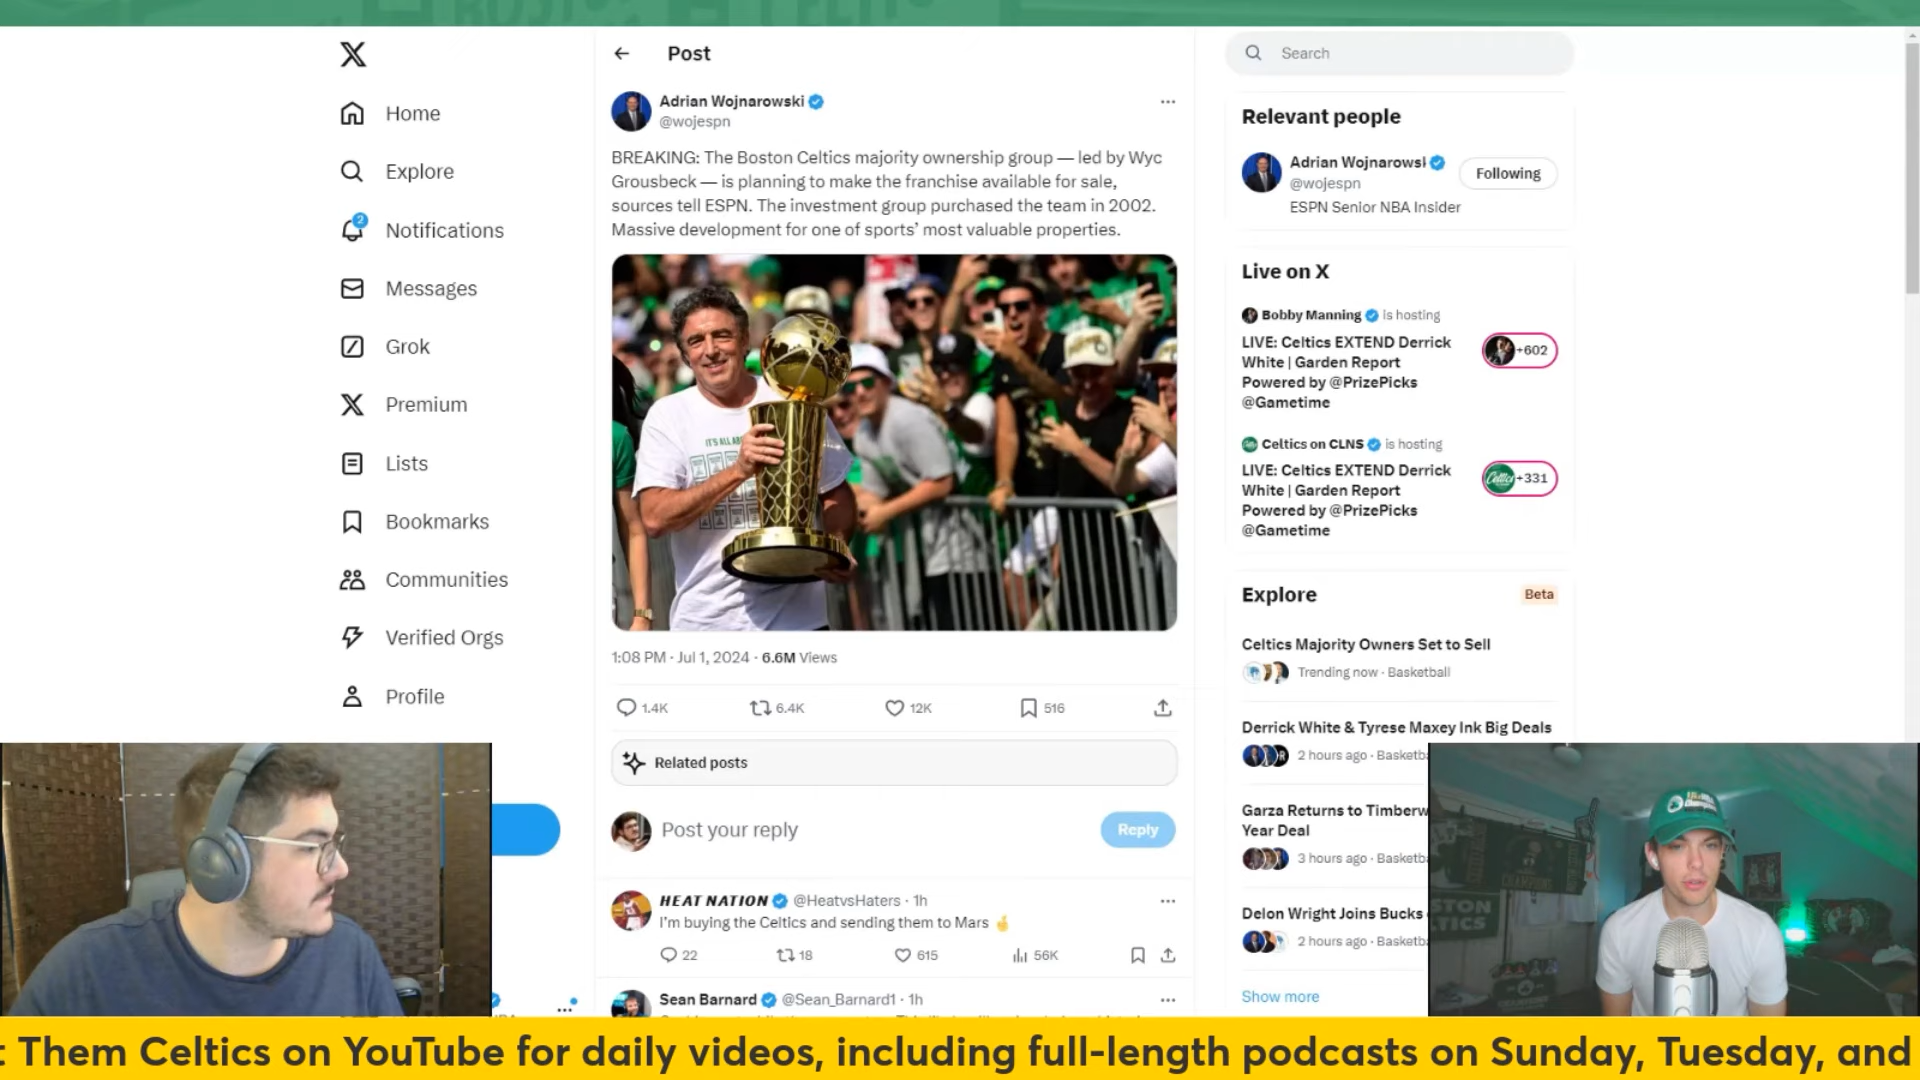 Home
Explore
2
Notifications
Messages
Grok
Premium
Lists
Bookmarks
Communities
Verified Orgs
Profile
Post
Adrian Wojnarowski
@wojespn
BREAKING: The Boston Celtics majority ownership group — led by Wyc
Grousbeck — is planning to make the franchise available for sale,
sources tell ESPN. The investment group purchased the team in 2002.
Massive development for one of sports’ most valuable properties.
IT'S ALL
1:08 PM · Jul 1, 2024 · 6.6M Views
1.4K 6.4K 12K 516
Related posts
Post your reply
Reply
HEAT NATION @HeatvsHaters · 1h
I'm buying the Celtics and sending them to Mars 🤞
22 18 615 56K
Sean Barnard @Sean_Barnard1 · 1h
Search
Relevant people
Adrian Wojnarowsl
@wojespn
Following
ESPN Senior NBA Insider
Live on X
Bobby Manning is hosting
LIVE: Celtics EXTEND Derrick
White | Garden Report
Powered by @PrizePicks
@Gametime
+602
Celtics on CLNS is hosting
LIVE: Celtics EXTEND Derrick
White | Garden Report
Powered by @PrizePicks
@Gametime
+331
Explore
Beta
Celtics Majority Owners Set to Sell
Trending now · Basketball
Derrick White & Tyrese Maxey Ink Big Deals
2 hours ago · Basketb
Garza Returns to Timberw
Year Deal
3 hours ago · Basketb
Delon Wright Joins Bucks
2 hours ago · Basketb
Show more
Them Celtics on YouTube for daily videos, including full-length podcasts on Sunday, Tuesday, and